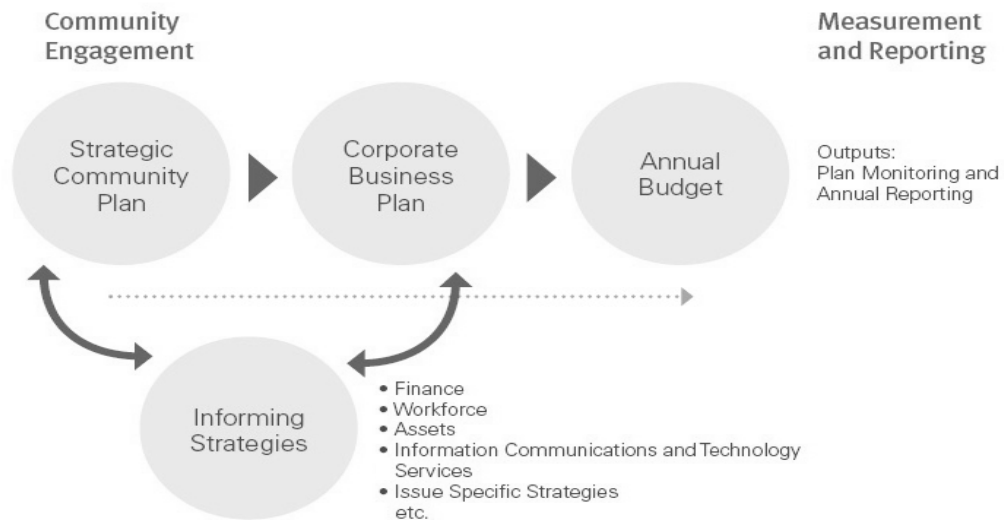 Community
Engagement
Measurement
and Reporting
Strategic
Community
Plan
Corporate
Business
Plan
Annual
Budget
Outputs:
Plan Monitoring and
Annual Reporting
Informing
Strategies
• Finance
• Workforce
• Assets
• Information Communications and Technology
Services
• Issue Specific Strategies
etc.